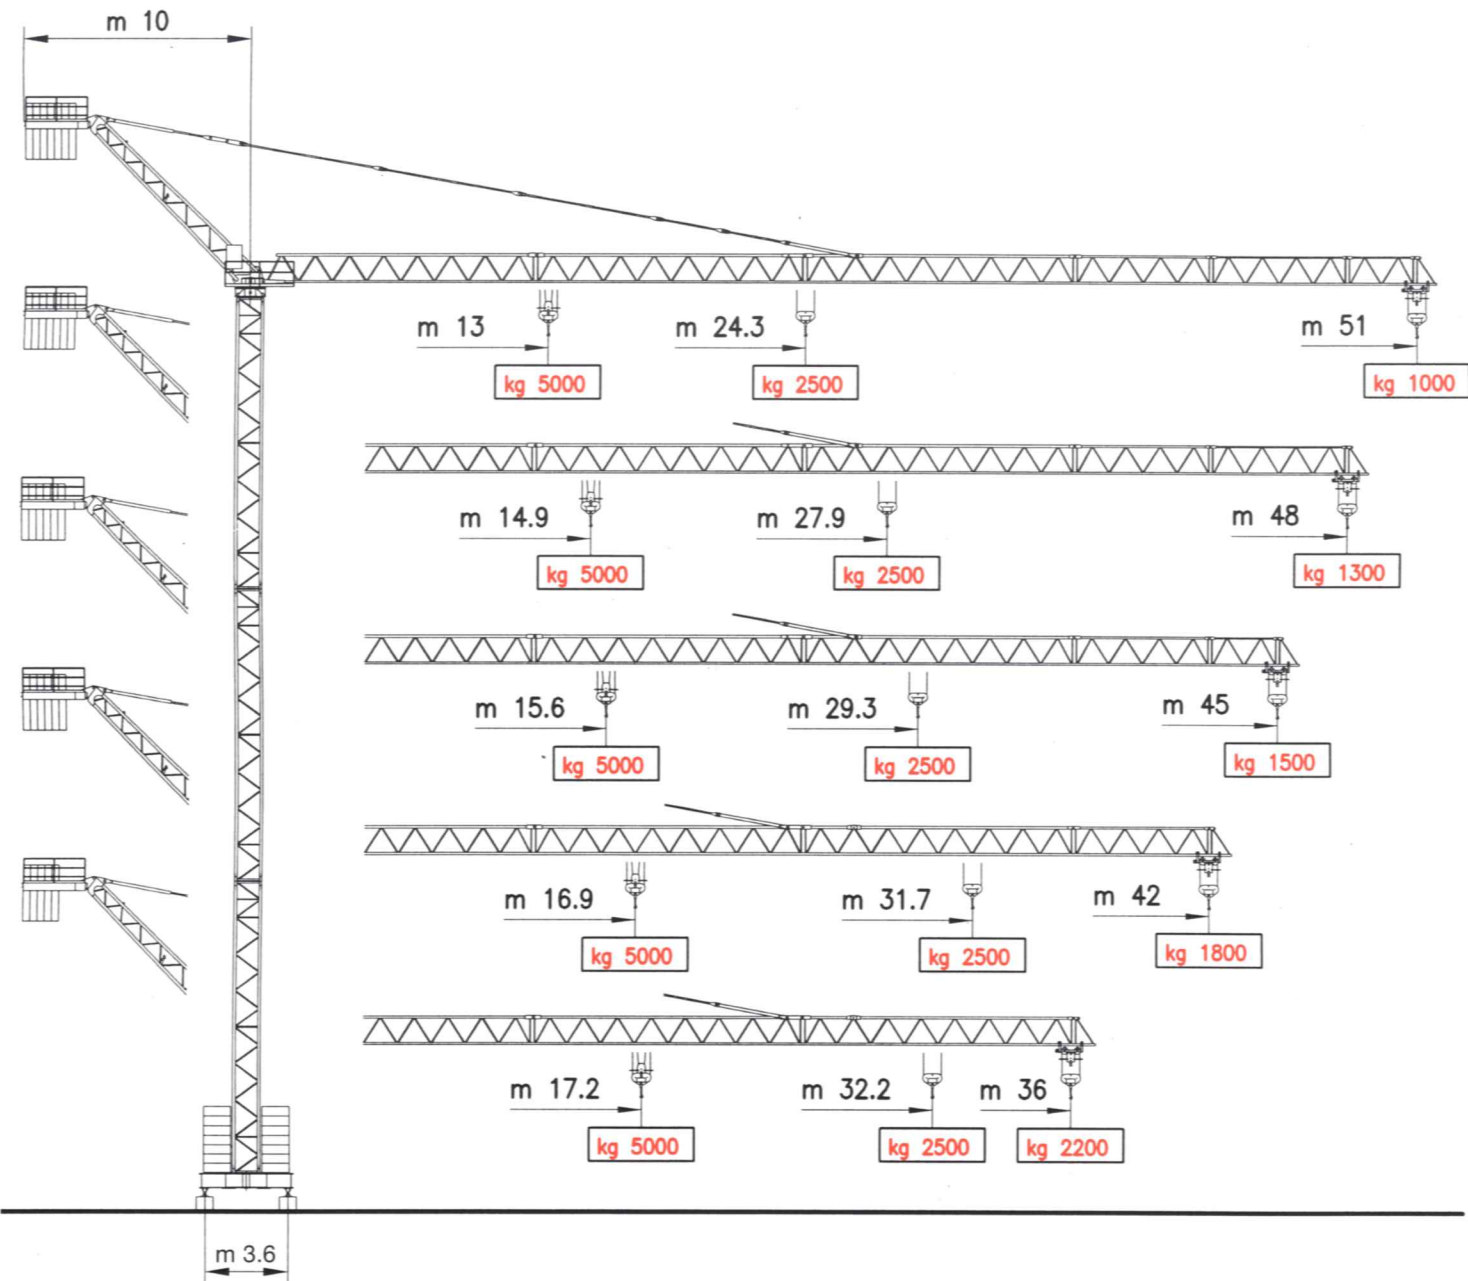 m 10
m 13
m 24.3
m 51
kg 5000
kg 2500
kg 1000
m 14.9
m 27.9
m 48
kg 5000
kg 2500
kg 1300
m 15.6
m 29.3
m 45
kg 5000
kg 2500
kg 1500
m 16.9
m 31.7
m 42
kg 5000
kg 2500
kg 1800
m 17.2
m 32.2
m 36
kg 5000
kg 2500
kg 2200
m 3.6